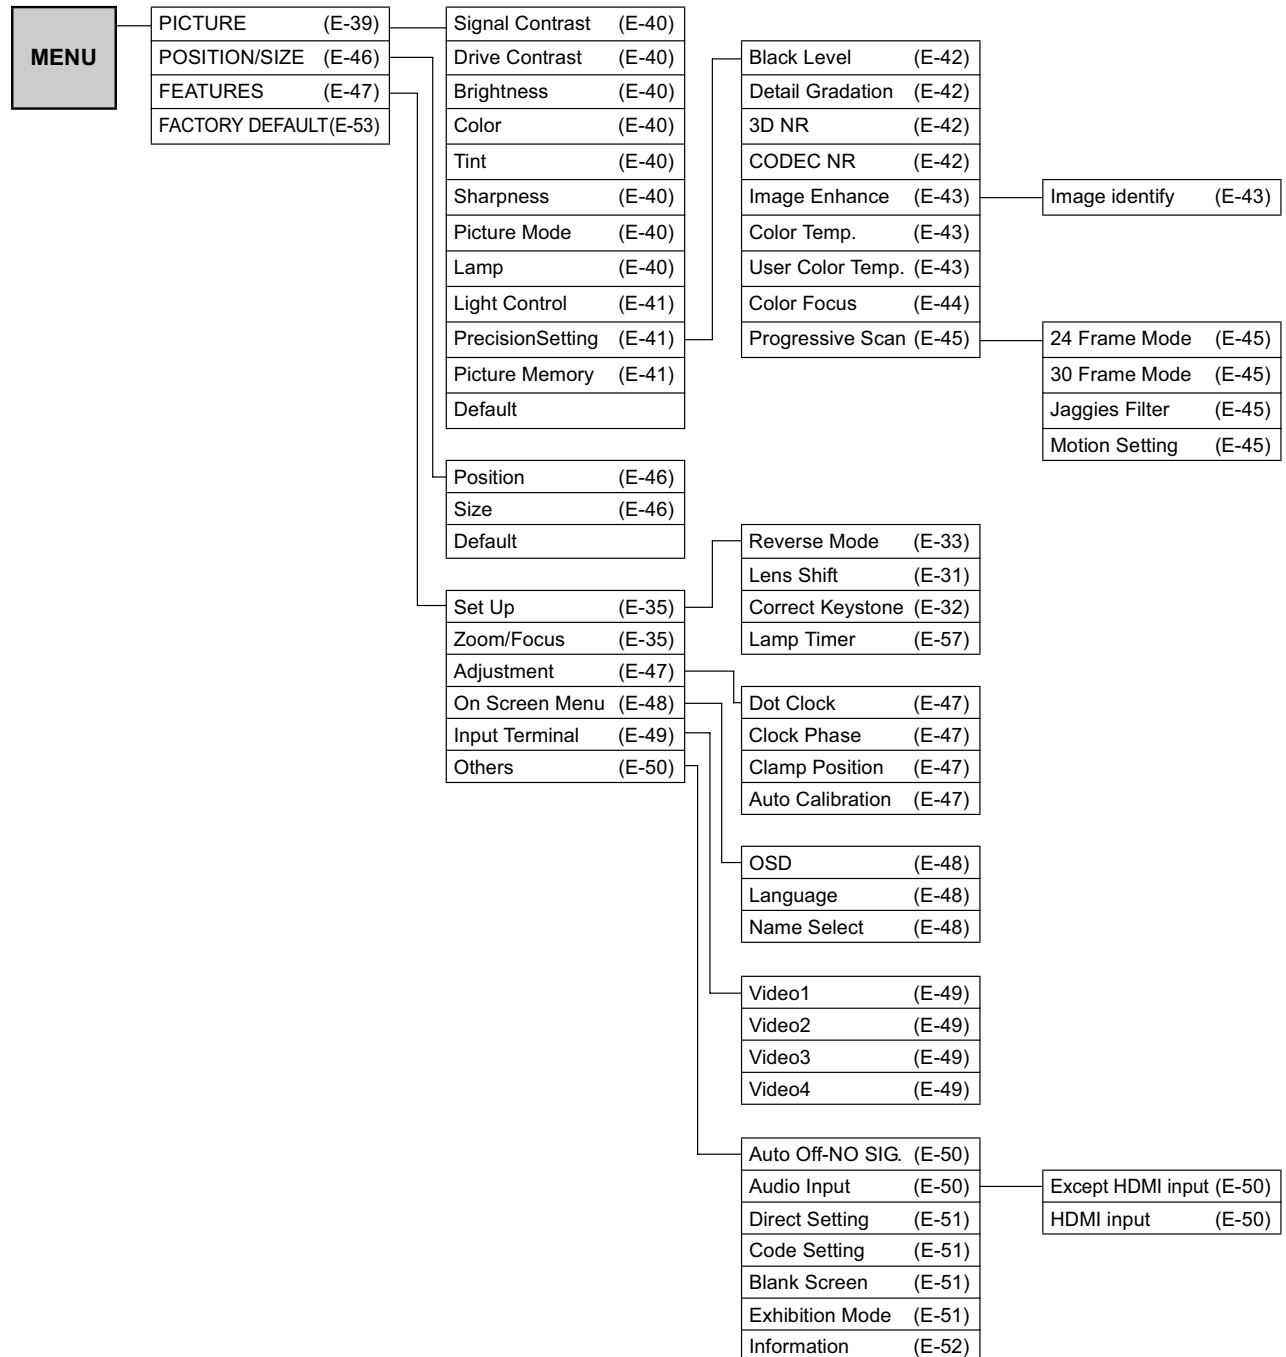 MENU
PICTURE (E-39)
POSITION/SIZE (E-46)
FEATURES (E-47)
FACTORY DEFAULT(E-53)
Signal Contrast (E-40)
Drive Contrast (E-40)
Brightness (E-40)
Color (E-40)
Tint (E-40)
Sharpness (E-40)
Picture Mode (E-40)
Lamp (E-40)
Light Control (E-41)
PrecisionSetting (E-41)
Picture Memory (E-41)
Default
Black Level (E-42)
Detail Gradation (E-42)
3D NR (E-42)
CODEC NR (E-42)
Image Enhance (E-43)
Color Temp. (E-43)
User Color Temp. (E-43)
Color Focus (E-44)
Progressive Scan (E-45)
Image identify (E-43)
24 Frame Mode (E-45)
30 Frame Mode (E-45)
Jaggies Filter (E-45)
Motion Setting (E-45)
Position (E-46)
Size (E-46)
Default
Set Up (E-35)
Zoom/Focus (E-35)
Adjustment (E-47)
On Screen Menu (E-48)
Input Terminal (E-49)
Others (E-50)
Reverse Mode (E-33)
Lens Shift (E-31)
Correct Keystone (E-32)
Lamp Timer (E-57)
Dot Clock (E-47)
Clock Phase (E-47)
Clamp Position (E-47)
Auto Calibration (E-47)
OSD (E-48)
Language (E-48)
Name Select (E-48)
Video1 (E-49)
Video2 (E-49)
Video3 (E-49)
Video4 (E-49)
Auto Off-NO SIG. (E-50)
Audio Input (E-50)
Direct Setting (E-51)
Code Setting (E-51)
Blank Screen (E-51)
Exhibition Mode (E-51)
Information (E-52)
Except HDMI input (E-50)
HDMI input (E-50)